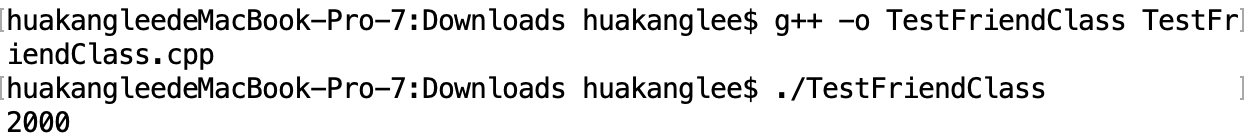 [huakangleedeMacBook-Pro-7:Downloads huakanglee$ g++ -o TestFriendClass TestFr]
iendClass.cpp
[huakangleedeMacBook-Pro-7:Downloads huakanglee$ ./TestFriendClass ]
2000